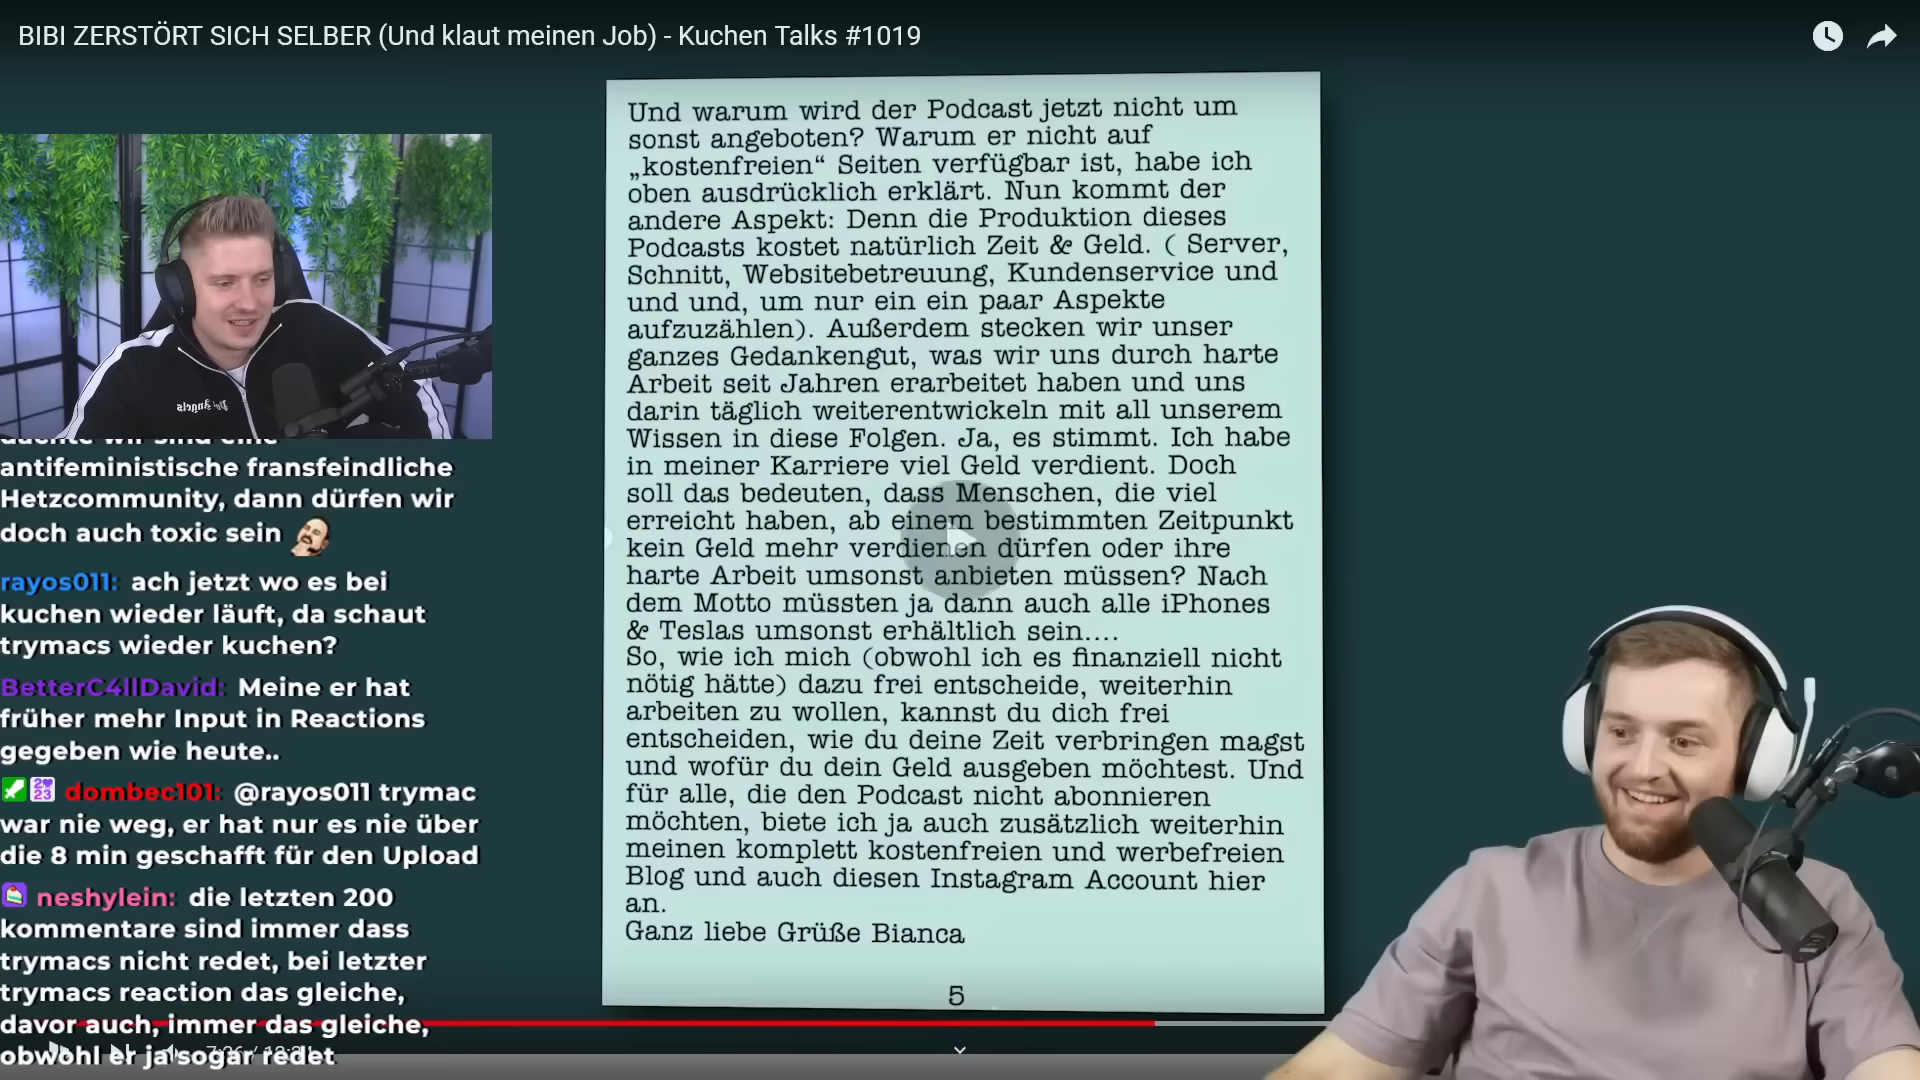 BIBI ZERSTÖRT SICH SELBER (Und klaut meinen Job) - Kuchen Talks #1019
Und warum wird der Podcast jetzt nicht um
sonst angeboten? Warum er nicht auf
„kostenfreien“ Seiten verfügbar ist, habe ich
oben ausdrücklich erklärt. Nun kommt der
andere Aspekt: Denn die Produktion dieses
Podcasts kostet natürlich Zeit & Geld. ( Server,
Schnitt, Websitebetreuung, Kundenservice und
und und, um nur ein ein paar Aspekte
aufzuzählen). Außerdem stecken wir unser
ganzes Gedankengut, was wir uns durch harte
Arbeit seit Jahren erarbeitet haben und uns
darin täglich weiterentwickeln mit all unserem
Wissen in diese Folgen. Ja, es stimmt. Ich habe
in meiner Karriere viel Geld verdient. Doch
soll das bedeuten, dass Menschen, die viel
erreicht haben, ab einem bestimmten Zeitpunkt
kein Geld mehr verdienen dürfen oder ihre
harte Arbeit umsonst anbieten müssen? Nach
dem Motto müssten ja dann auch alle iPhones
& Teslas umsonst erhältlich sein....
So, wie ich mich (obwohl ich es finanziell nicht
nötig hätte) dazu frei entscheide, weiterhin
arbeiten zu wollen, kannst du dich frei
entscheiden, wie du deine Zeit verbringen magst
und wofür du dein Geld ausgeben möchtest. Und
für alle, die den Podcast nicht abonnieren
möchten, biete ich ja auch zusätzlich weiterhin
meinen komplett kostenfreien und werbefreien
Blog und auch diesen Instagram Account hier
an.
Ganz liebe Grüße Bianca
5
dachte wir sind eine
antifeministische fransfeindliche
Hetzcommunity, dann dürfen wir
doch auch toxic sein
rayos011: ach jetzt wo es bei
kuchen wieder läuft, da schaut
trymacs wieder kuchen?
BetterC4llDavid: Meine er hat
früher mehr Input in Reactions
gegeben wie heute..
dombec101: @rayos011 trymac
war nie weg, er hat nur es nie über
die 8 min geschafft für den Upload
neshylein: die letzten 200
kommentare sind immer dass
trymacs nicht redet, bei letzter
trymacs reaction das gleiche,
davor auch, immer das gleiche,
obwohl er ja sogar redet